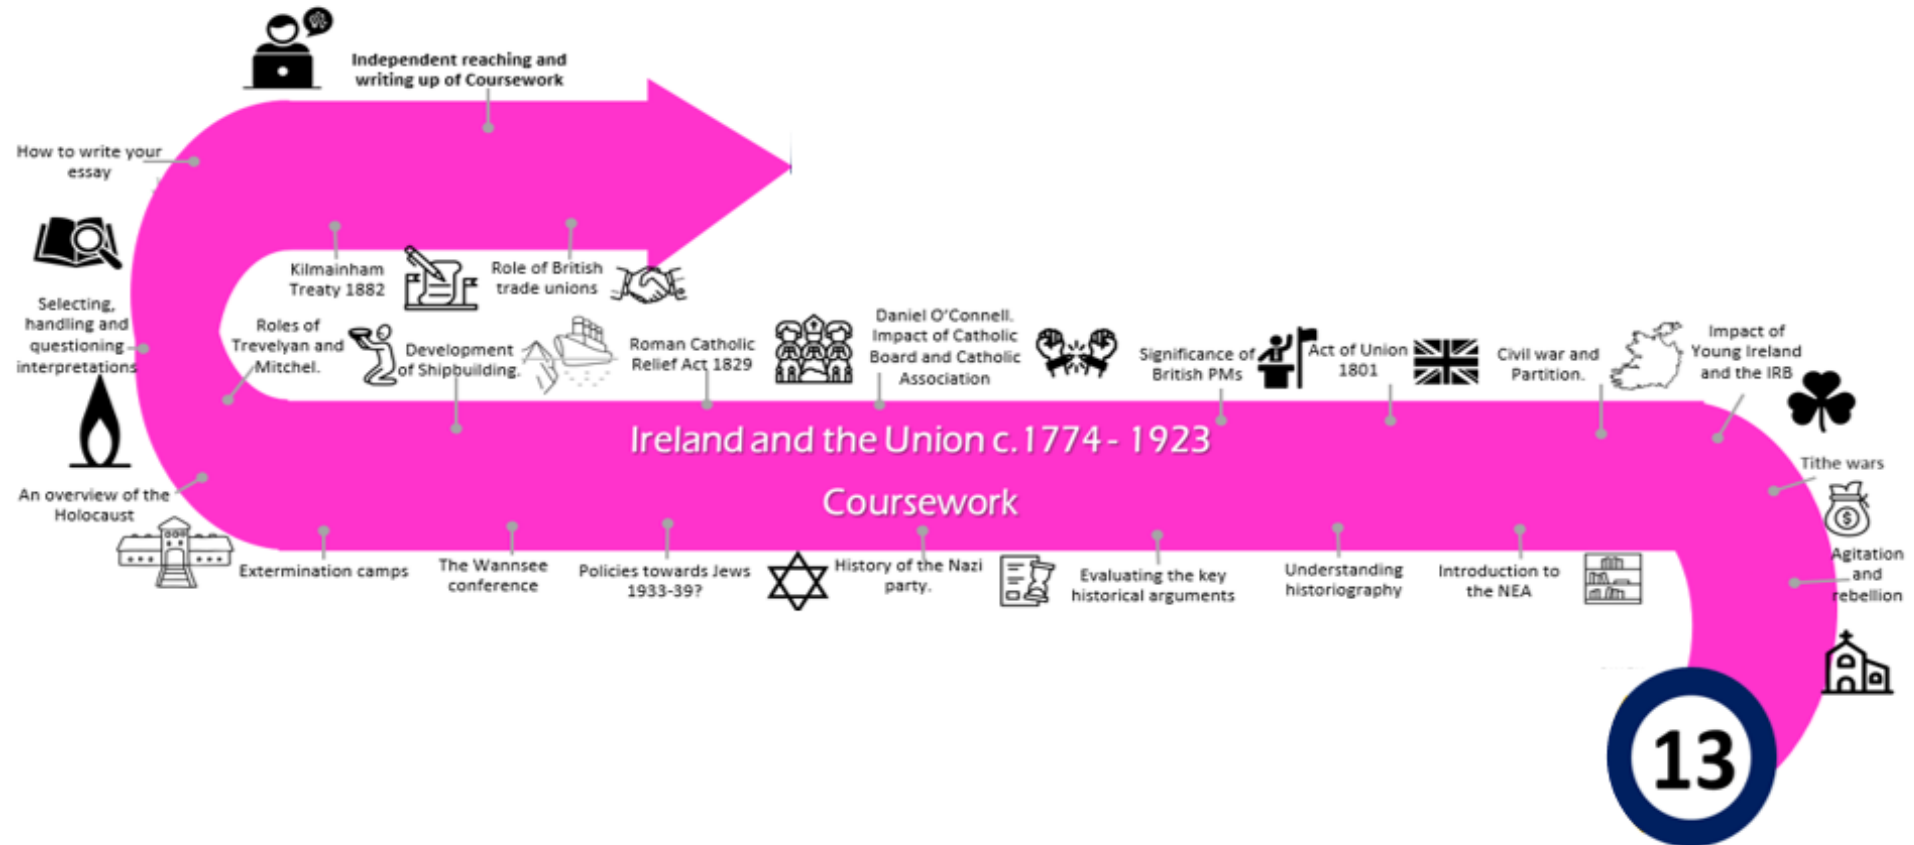 Independent reaching and
writing up of Coursework
How to write your
essay
Kilmainham
Treaty 1882
Role of British
trade unions
Selecting,
handling and
questioning
interpretations
Roles of
Trevelyan and
Mitchel.
Development
of Shipbuilding.
Roman Catholic
Relief Act 1829
Daniel O'Connell.
Impact of Catholic
Board and Catholic
Association
Significance of
British PMs
Act of Union
1801
Civil war and
Partition.
Impact of
Young Ireland
and the IRB
Ireland and the Union c.1774 - 1923
Coursework
Tithe wars
Agitation
and
rebellion
An overview of the
Holocaust
Extermination camps
The Wannsee
conference
Policies towards Jews
1933-39?
History of the Nazi
party.
Evaluating the key
historical arguments
Understanding
historiography
Introduction to
the NEA
13